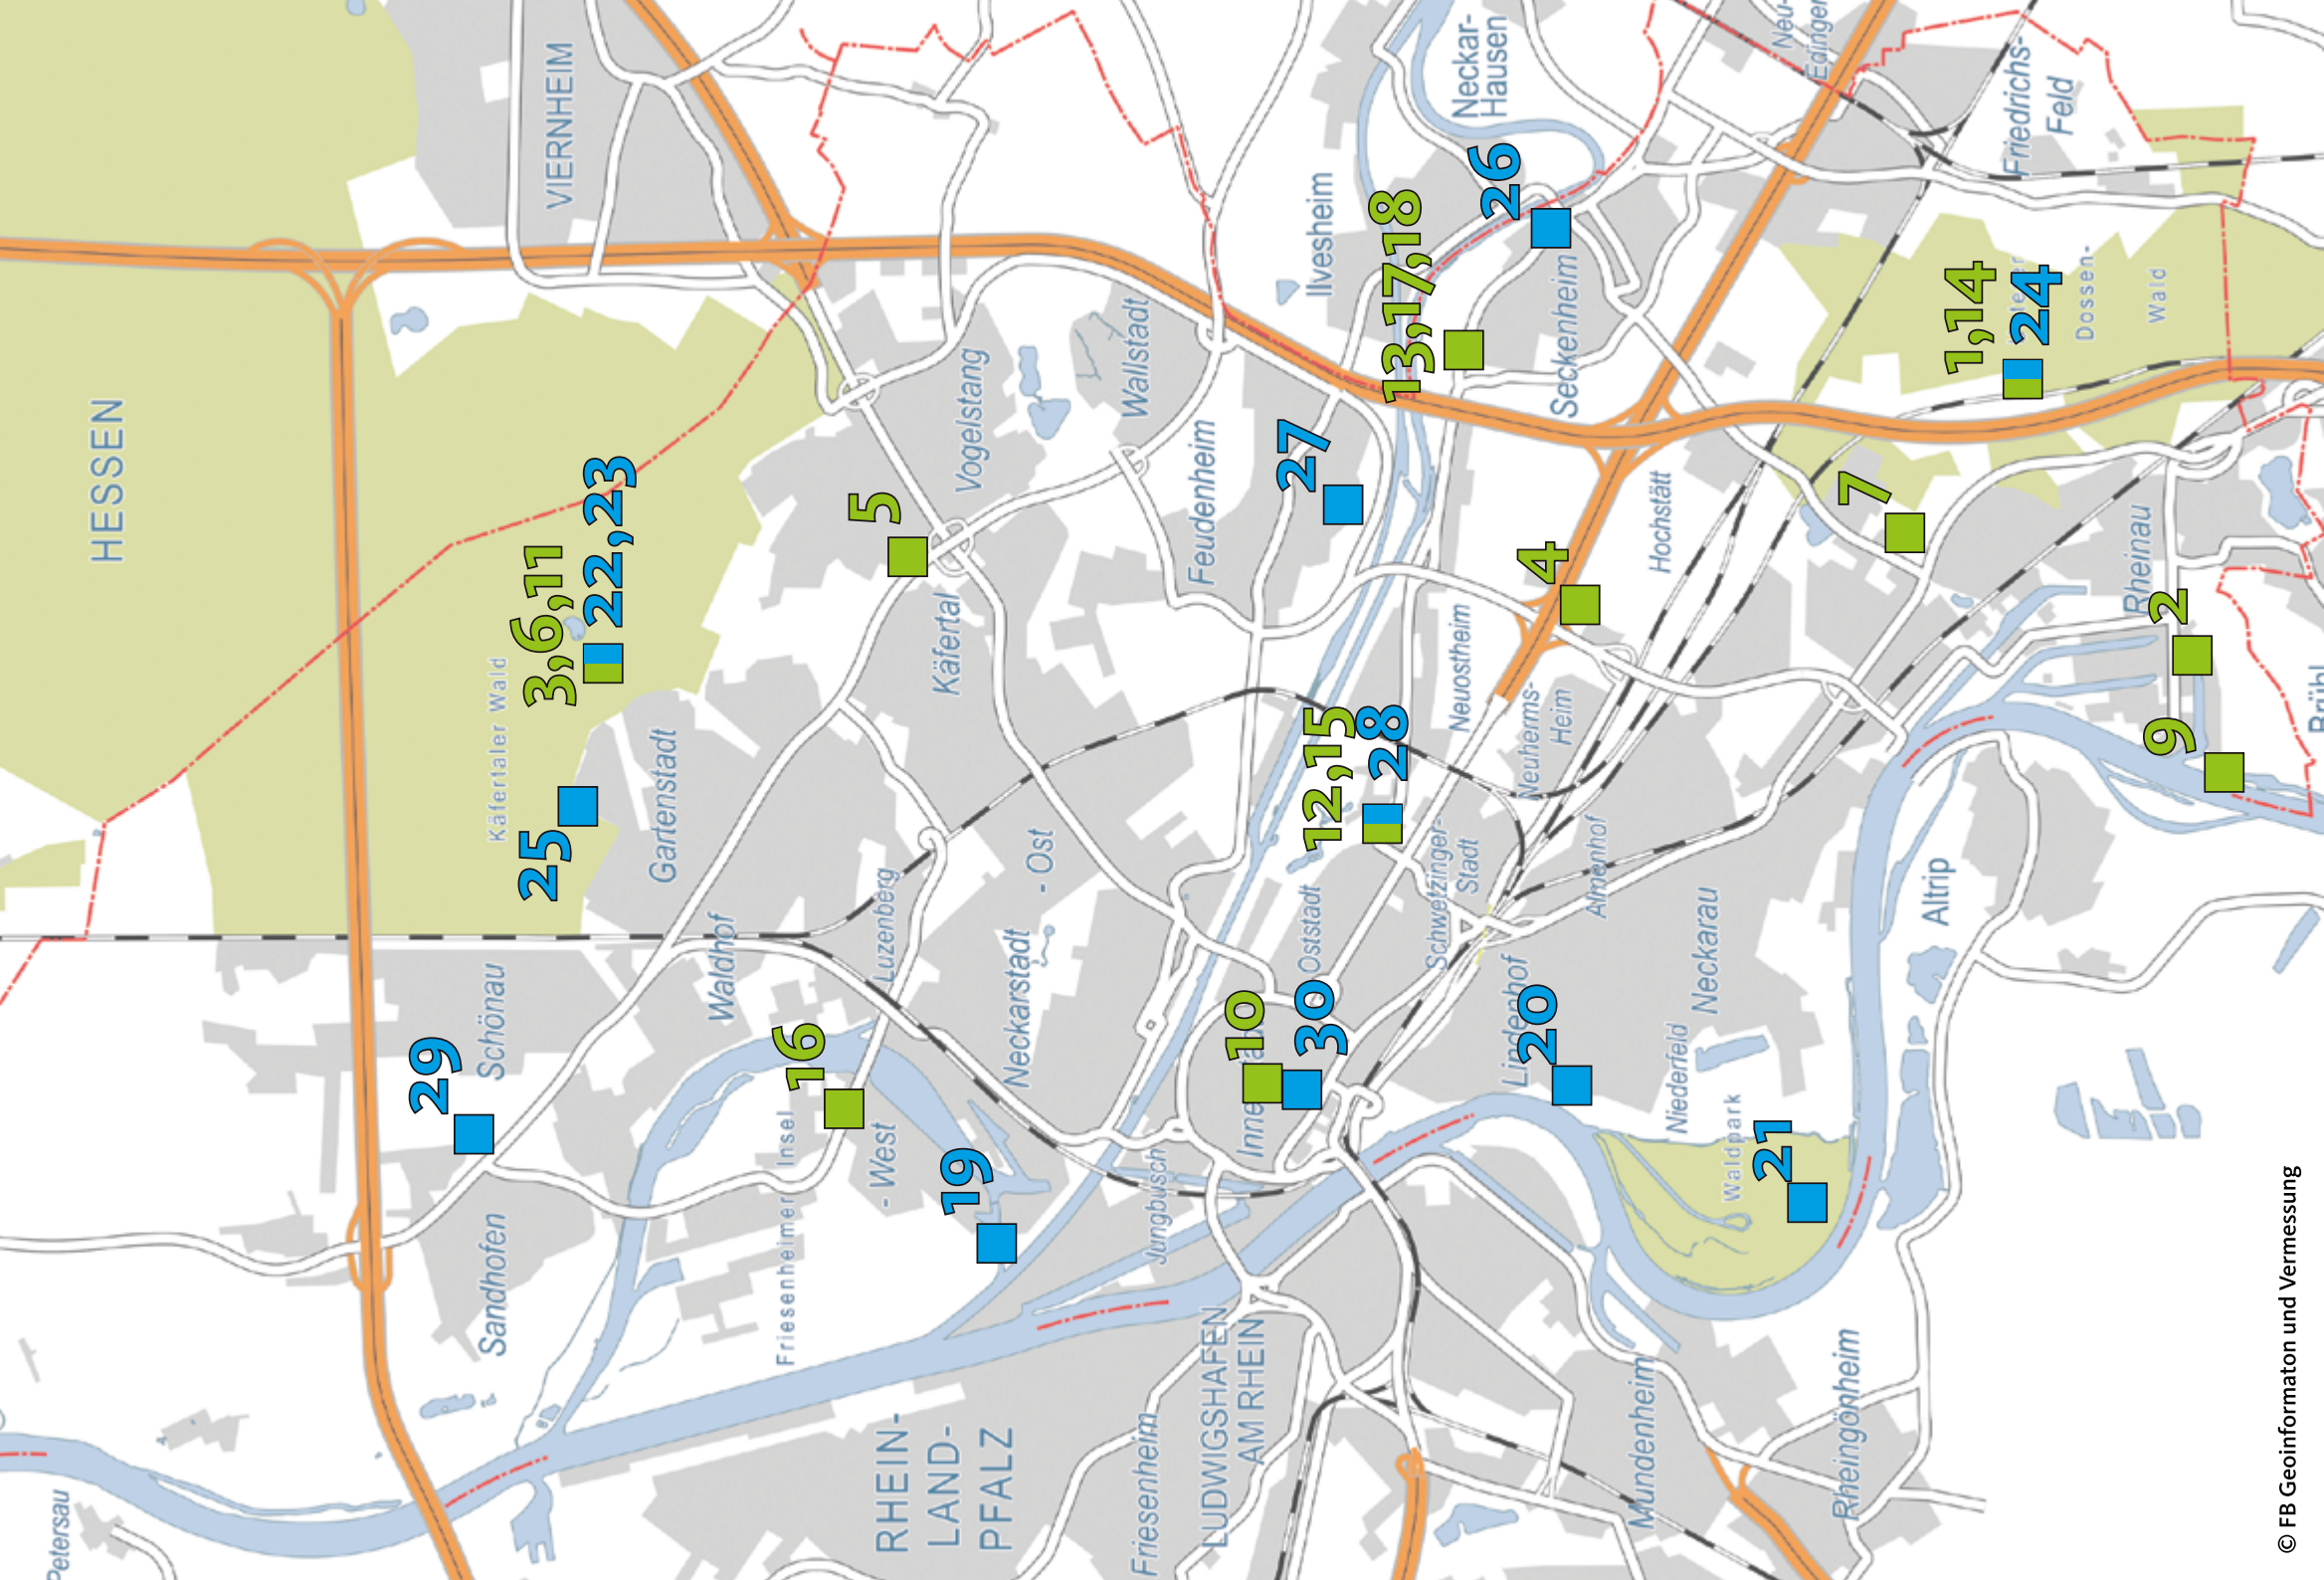 Petersau
HESSEN
VIERNHEIM
Käfertaler Wald
3,6,11
22,23
25
29
Schönau
Sandhofen
Gartenstadt
Waldhof
16
Friesenheimer Insel
5
Käfertal
Vogelstang
Luzenberg
- West
19
RHEIN-
LAND-
PFALZ
Neckarstadt
- Ost
Wallstadt
Feudenheim
Jungbusch
Friesenheim
LUDWIGSHAFEN
AM RHEIN
10
30
27
Ilvesheim
12,15
28
Oststadt
13,17,18
Neckar-
Hausen
26
Seckenheim
Schwetzinger-
Stadt
Neuostheim
Neuherms-
Heim
4
Hochstätt
Lindenhof
20
Almenhof
Neckarau
Niederfeld
Waldpark
21
Mundenheim
Rheingönheim
Altrip
7
1,14
24
Dossen-
Wald
Friedrichs-
Feld
Neu-
Edingen
Rheinau
2
9
© FB Geoinformaton und Vermessung